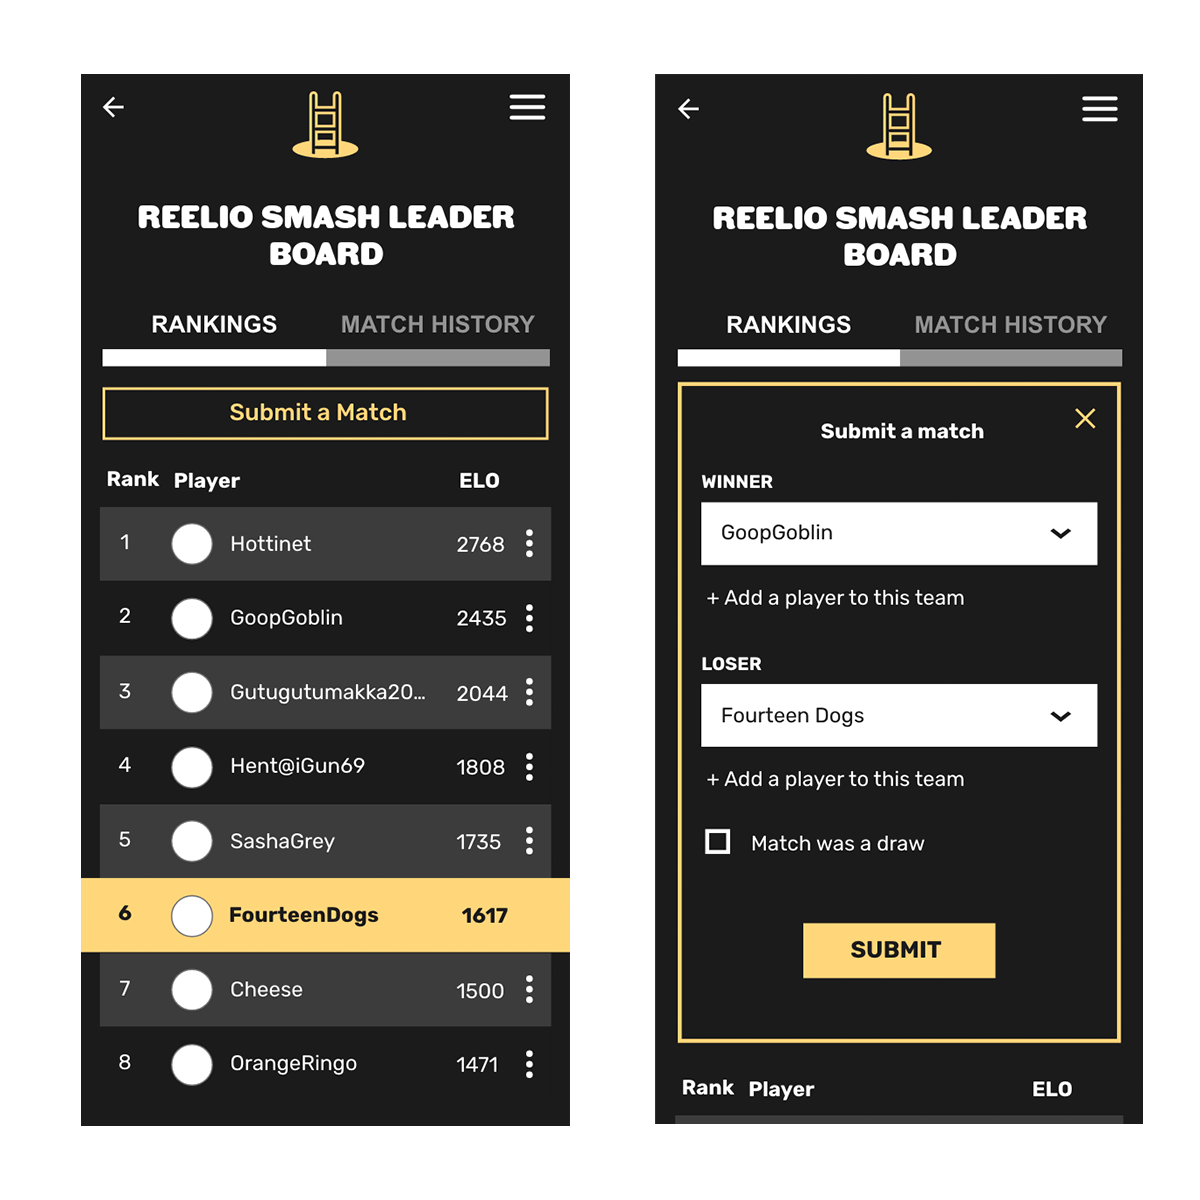 REELIO SMASH LEADER
BOARD
RANKINGS MATCH HISTORY
Submit a Match
Rank Player ELO
1 Hottinet 2768
2 GoopGoblin 2435
3 Gutugutumakka20... 2044
4 Hent@iGun69 1808
5 SashaGrey 1735
6 FourteenDogs 1617
7 Cheese 1500
8 OrangeRingo 1471
REELIO SMASH LEADER
BOARD
RANKINGS MATCH HISTORY
Submit a match
WINNER
GoopGoblin
+ Add a player to this team
LOSER
Fourteen Dogs
+ Add a player to this team
Match was a draw
SUBMIT
Rank Player ELO